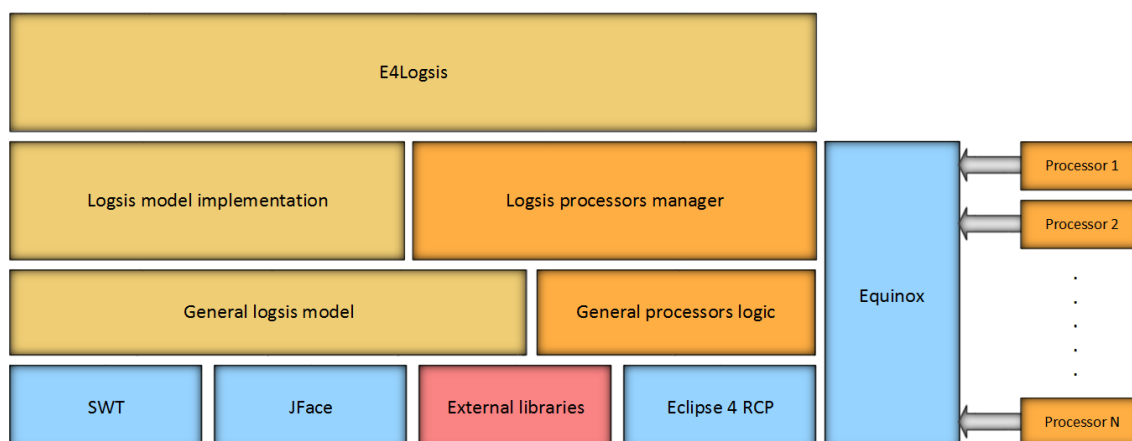 E4Logsis
Logsis model implementation
Logsis processors manager
General logsis model
General processors logic
SWT
JFace
External libraries
Eclipse 4 RCP
Equinox
Processor 1
Processor 2
.
.
.
.
.
Processor N